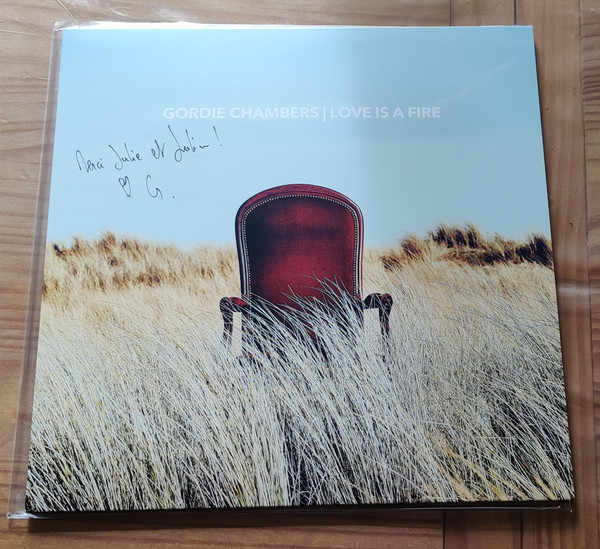 GORDIE CHAMBERS | LOVE IS A FIRE
Merci Julie et Julien !
♡ G.